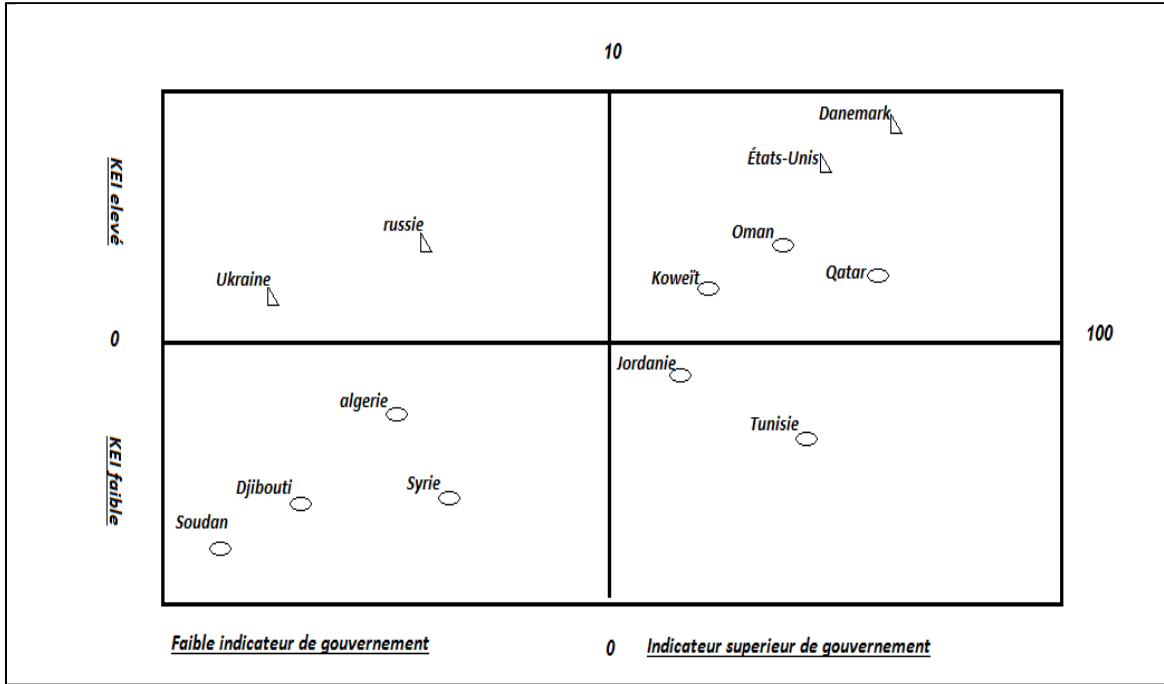 10
Danemark
États-Unis
KEI elevé
russie
Oman
Ukraine
Koweït
Qatar
0
100
Jordanie
algerie
Tunisie
KEI faible
Djibouti
Syrie
Soudan
Faible indicateur de gouvernement
0
Indicateur superieur de gouvernement